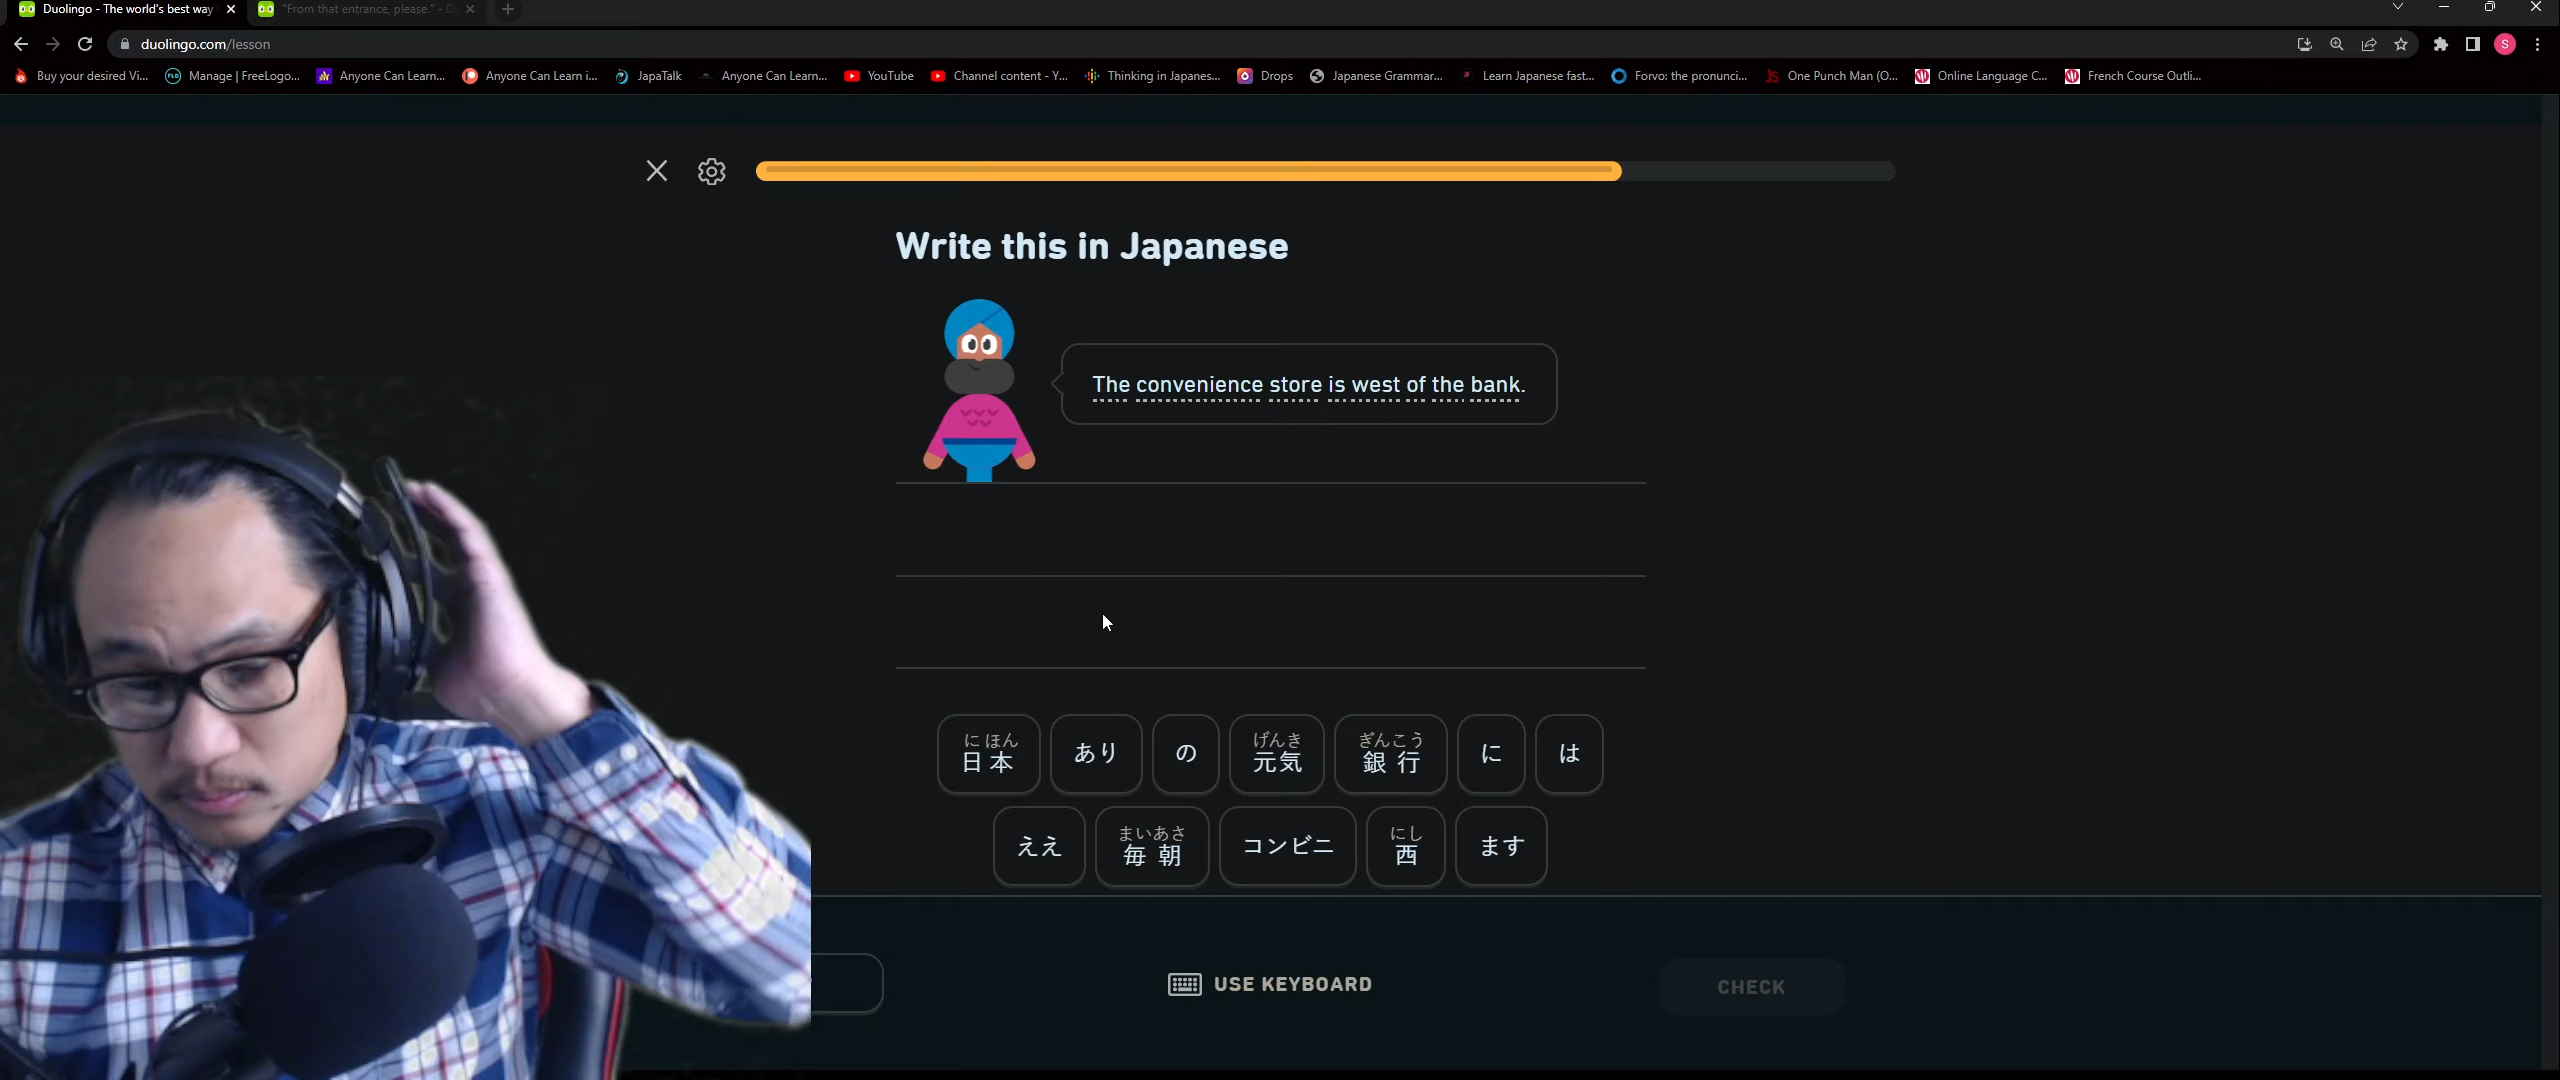 Duolingo - The world's best way
"From that entrance, please." - D
duolingo.com/lesson
S
Buy your desired Vi... Manage | FreeLogo... Anyone Can Learn... Anyone Can Learn i... JapaTalk Anyone Can Learn... YouTube Channel content - Y... Thinking in Japanes... Drops Japanese Grammar... Learn Japanese fast... Forvo: the pronunci... One Punch Man (O... Online Language C... French Course Outli...
Write this in Japanese
The convenience store is west of the bank.
にほん げんき ぎんこう
日本 あり の 元気 銀行 に は
まいあさ にし
ええ 毎朝 コンビニ 西 ます
USE KEYBOARD
CHECK